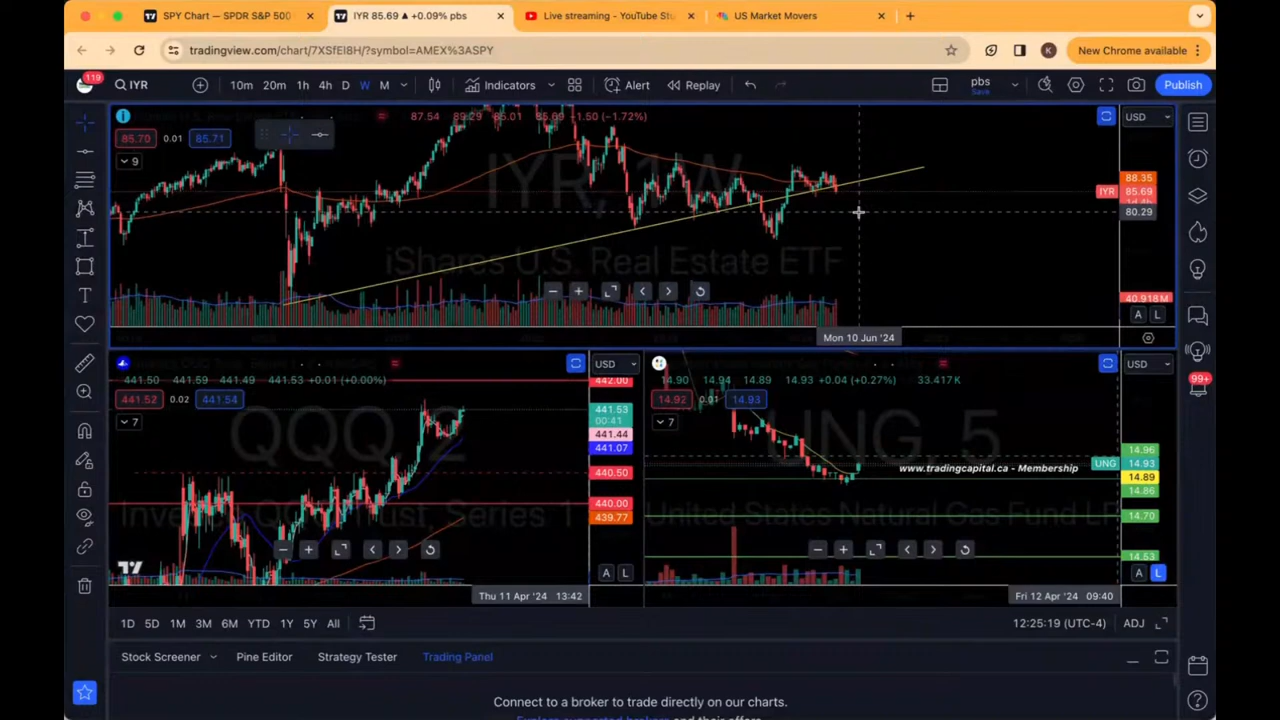 SPY Chart — SPDR S&P 500
IYR 85.69 ▲ +0.09% pbs
Live streaming - YouTube Stu
US Market Movers
tradingview.com/chart/7XSfEl8H/?symbol=AMEX%3ASPY
K
New Chrome available
119
IYR
10m 20m 1h 4h D W M
Indicators
Alert
Replay
pbs
Save
Publish
87.54 89.29 85.01 85.69 -1.50 (-1.72%)
85.70 0.01 85.71
9
IYR, 1W
iShares U.S. Real Estate ETF
USD
88.35
IYR 85.69
1d 4h
80.29
40.918M
A L
Mon 10 Jun '24
441.50 441.59 441.49 441.53 +0.01 (+0.00%)
441.52 0.02 441.54
7
QQQ, 2
USD
442.00
441.53
00:41
441.44
441.07
440.50
440.00
439.77
A L
Thu 11 Apr '24 13:42
14.90 14.94 14.89 14.93 +0.04 (+0.27%) 33.417K
14.92 0.01 14.93
7
UNG, 5
United States Natural Gas Fund LP
www.tradingcapital.ca - Membership
USD
14.96
UNG 14.93
14.89
14.86
14.70
14.53
A L
Fri 12 Apr '24 09:40
99+
1D 5D 1M 3M 6M YTD 1Y 5Y All
12:25:19 (UTC-4)
ADJ
Stock Screener
Pine Editor
Strategy Tester
Trading Panel
Connect to a broker to trade directly on our charts.